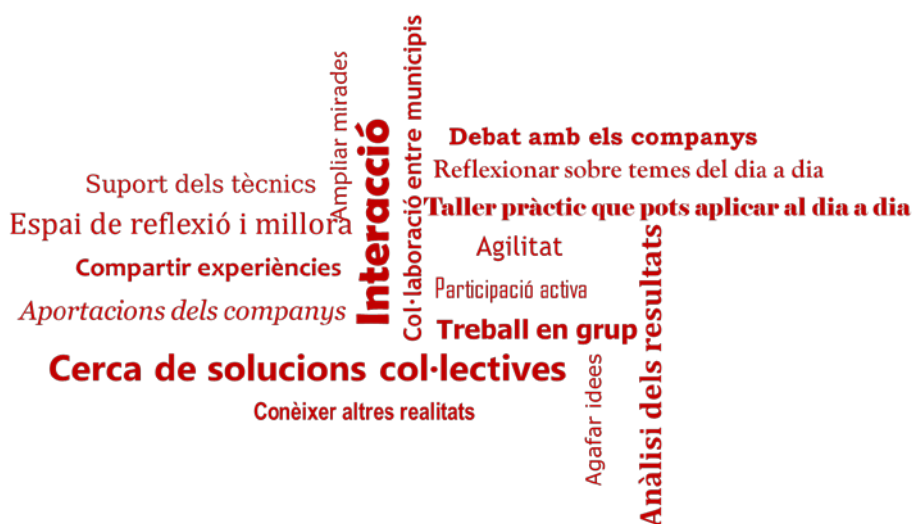 Ampliar mirades
Interacció
Col·laboració entre municipis
Debat amb els companys
Reflexionar sobre temes del dia a dia
Suport dels tècnics
Taller pràctic que pots aplicar al dia a dia
Espai de reflexió i millora
Agilitat
Compartir experiències
Participació activa
Aportacions dels companys
Treball en grup
Anàlisi dels resultats
Cerca de solucions col·lectives
Agafar idees
Conèixer altres realitats